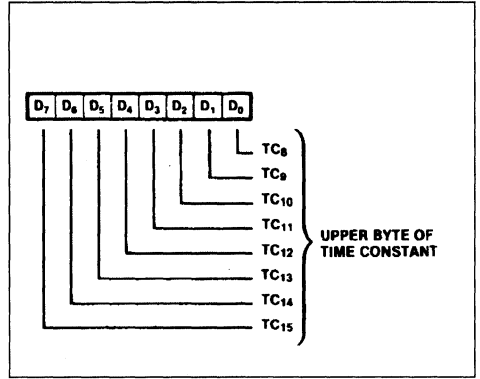 D₇ D₆ D₅ D₄ D₃ D₂ D₁ D₀
TC₈
TC₉
TC₁₀
TC₁₁
TC₁₂
TC₁₃
TC₁₄
TC₁₅
UPPER BYTE OF
TIME CONSTANT